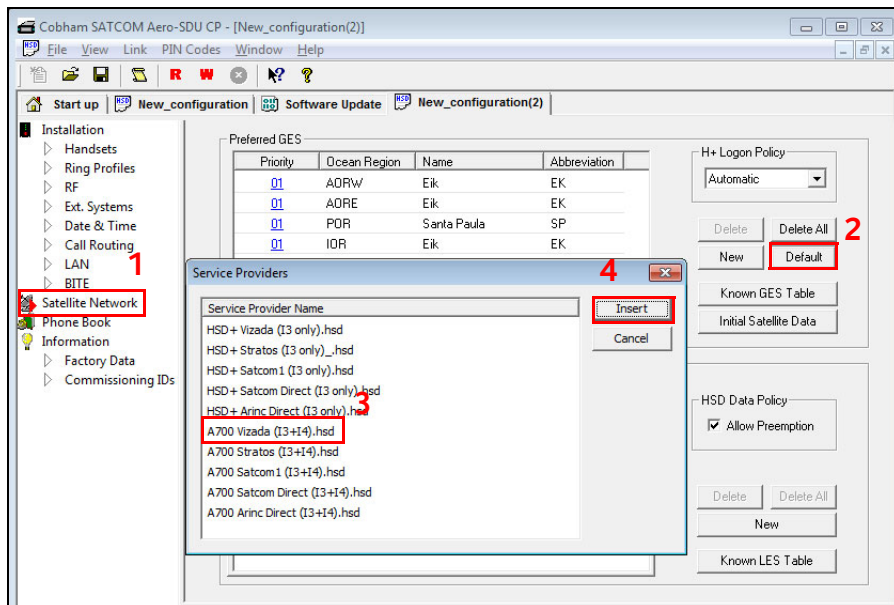 Cobham SATCOM Aero-SDU CP - [New_configuration(2)]
File View Link PIN Codes Window Help
R W
Start up New_configuration Software Update New_configuration(2)
Installation
Handsets
Ring Profiles
RF
Ext. Systems
Date & Time
Call Routing
LAN
BITE
1
Satellite Network
Phone Book
Information
Factory Data
Commissioning IDs
Preferred GES
Priority Ocean Region Name Abbreviation
01 AORW Eik EK
01 AORE Eik EK
01 POR Santa Paula SP
01 IOR Eik EK
H+ Logon Policy
Automatic
Delete Delete All
2
New Default
Known GES Table
Initial Satellite Data
Service Providers
4
Service Provider Name
Insert
Cancel
HSD+ Vizada (I3 only).hsd
HSD+ Stratos (I3 only)_.hsd
HSD+ Satcom1 (I3 only).hsd
HSD+ Satcom Direct (I3 only).hsd
HSD+ Arinc Direct (I3 only).hsd
3
A700 Vizada (I3+I4).hsd
A700 Stratos (I3+I4).hsd
A700 Satcom1 (I3+I4).hsd
A700 Satcom Direct (I3+I4).hsd
A700 Arinc Direct (I3+I4).hsd
HSD Data Policy
Allow Preemption
Delete Delete All
New
Known LES Table